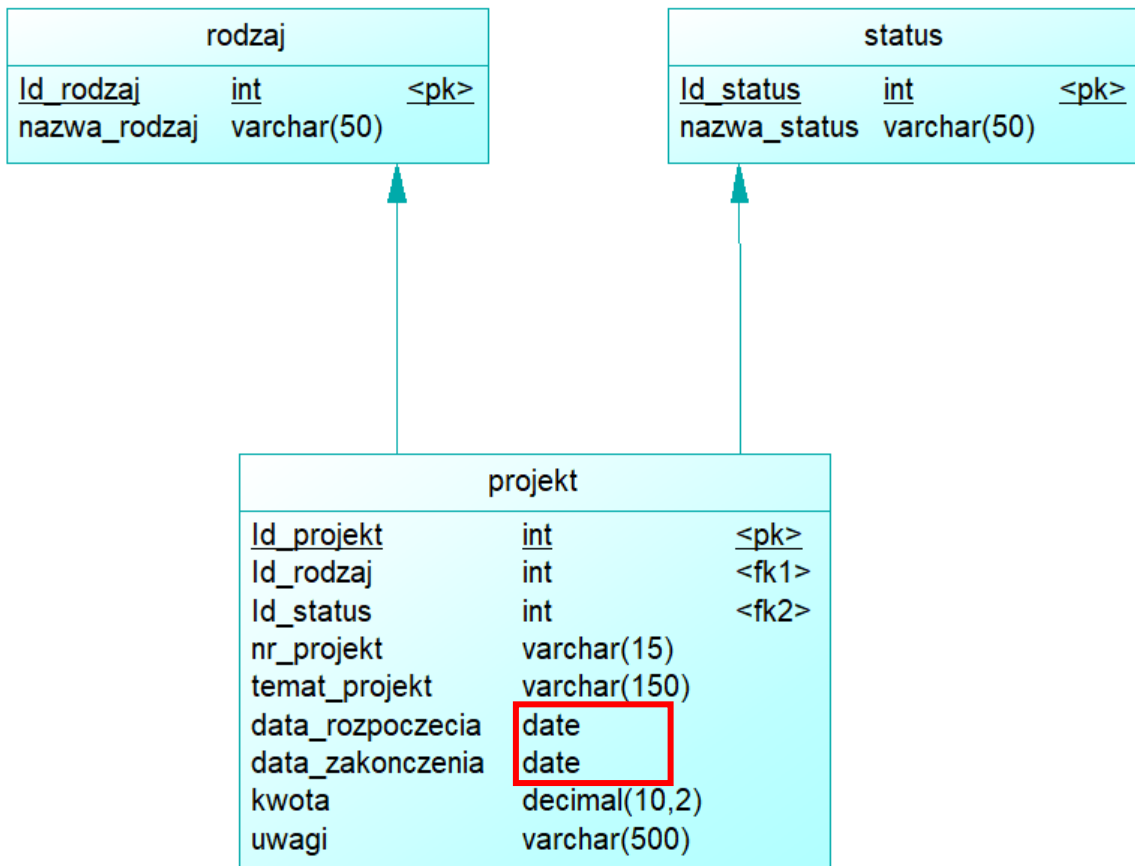 rodzaj
Id_rodzaj int <pk>
nazwa_rodzaj varchar(50)
status
Id_status int <pk>
nazwa_status varchar(50)
projekt
Id_projekt int <pk>
Id_rodzaj int <fk1>
Id_status int <fk2>
nr_projekt varchar(15)
temat_projekt varchar(150)
data_rozpoczecia date
data_zakonczenia date
kwota decimal(10,2)
uwagi varchar(500)